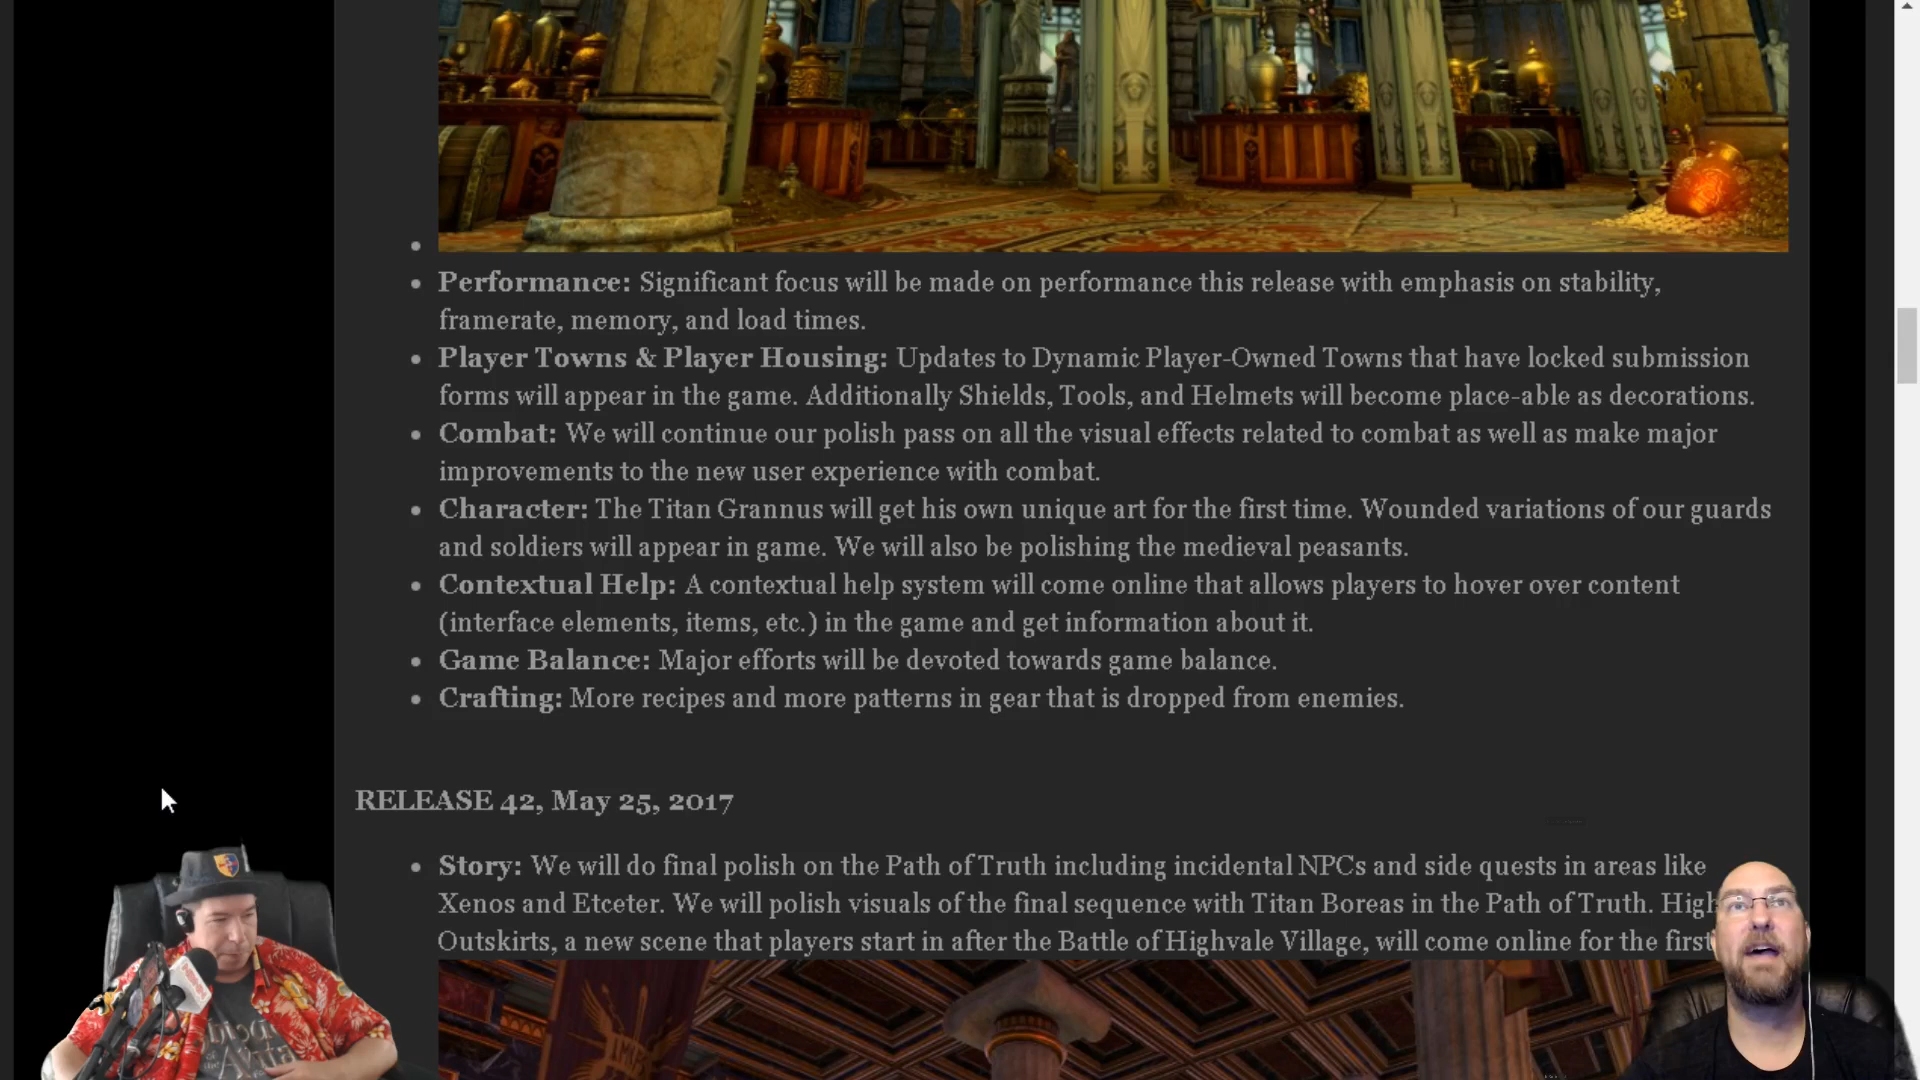 Performance: Significant focus will be made on performance this release with emphasis on stability,
framerate, memory, and load times.
Player Towns & Player Housing: Updates to Dynamic Player-Owned Towns that have locked submission
forms will appear in the game. Additionally Shields, Tools, and Helmets will become place-able as decorations.
Combat: We will continue our polish pass on all the visual effects related to combat as well as make major
improvements to the new user experience with combat.
Character: The Titan Grannus will get his own unique art for the first time. Wounded variations of our guards
and soldiers will appear in game. We will also be polishing the medieval peasants.
Contextual Help: A contextual help system will come online that allows players to hover over content
(interface elements, items, etc.) in the game and get information about it.
Game Balance: Major efforts will be devoted towards game balance.
Crafting: More recipes and more patterns in gear that is dropped from enemies.
RELEASE 42, May 25, 2017
Story: We will do final polish on the Path of Truth including incidental NPCs and side quests in areas like
Xenos and Etceter. We will polish visuals of the final sequence with Titan Boreas in the Path of Truth. High
Outskirts, a new scene that players start in after the Battle of Highvale Village, will come online for the first